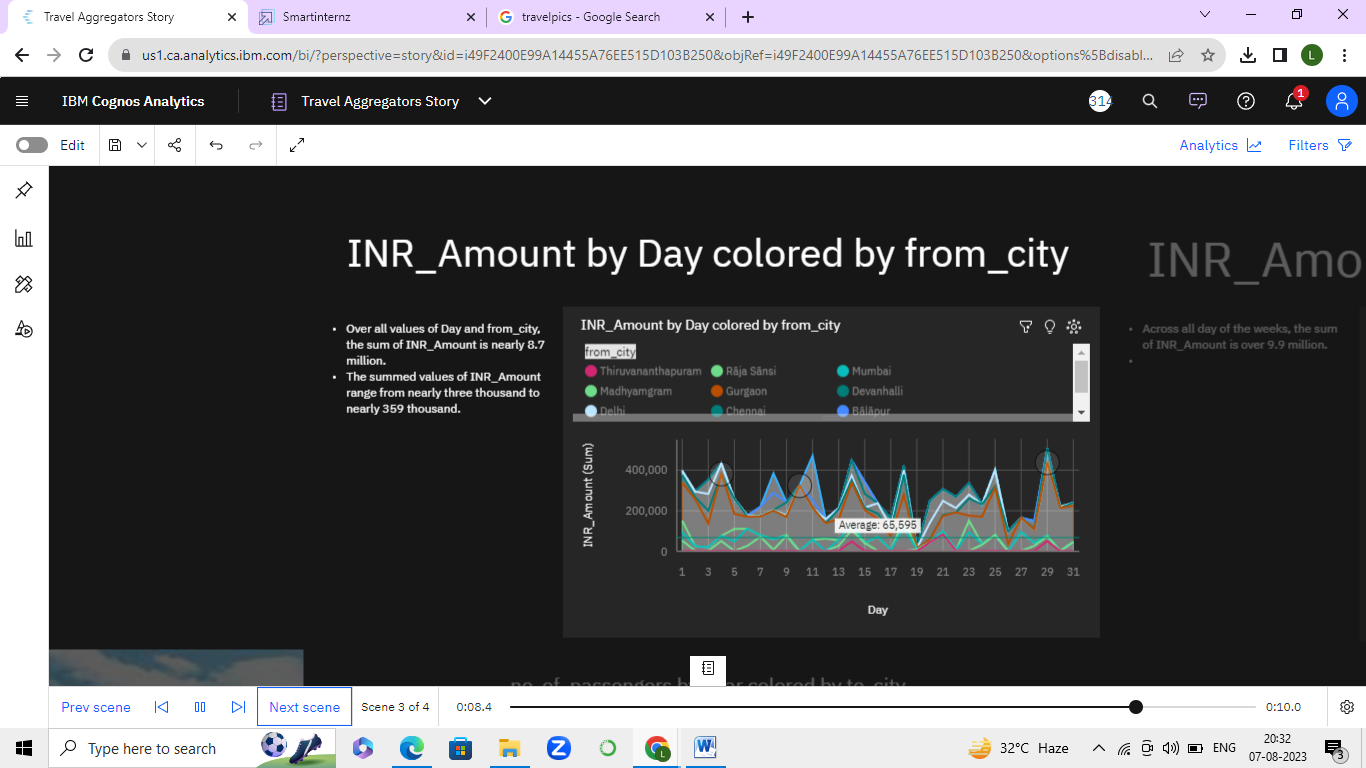 Travel Aggregators Story
Smartinternz
travelpics - Google Search
us1.ca.analytics.ibm.com/bi/?perspective=story&id=i49F2400E99A14455A76EE515D103B250&objRef=i49F2400E99A14455A76EE515D103B250&options%5Bdisabl...
L
IBM Cognos Analytics
Travel Aggregators Story
314
1
Edit
Analytics
Filters
INR_Amount by Day colored by from_city
INR_Amo
• Over all values of Day and from_city,
the sum of INR_Amount is nearly 8.7
million.
• The summed values of INR_Amount
range from nearly three thousand to
nearly 359 thousand.
INR_Amount by Day colored by from_city
from_city
Thiruvananthapuram
Rāja Sānsi
Mumbai
Madhyamgram
Gurgaon
Devanhalli
Delhi
Chennai
Bālāpur
INR_Amount (Sum)
400,000
200,000
0
Average: 65,595
1 3 5 7 9 11 13 15 17 19 21 23 25 27 29 31
Day
• Across all day of the weeks, the sum
of INR_Amount is over 9.9 million.
•
Prev scene
Next scene
Scene 3 of 4
0:08.4
0:10.0
Type here to search
32°C Haze
ENG
20:32
07-08-2023
3